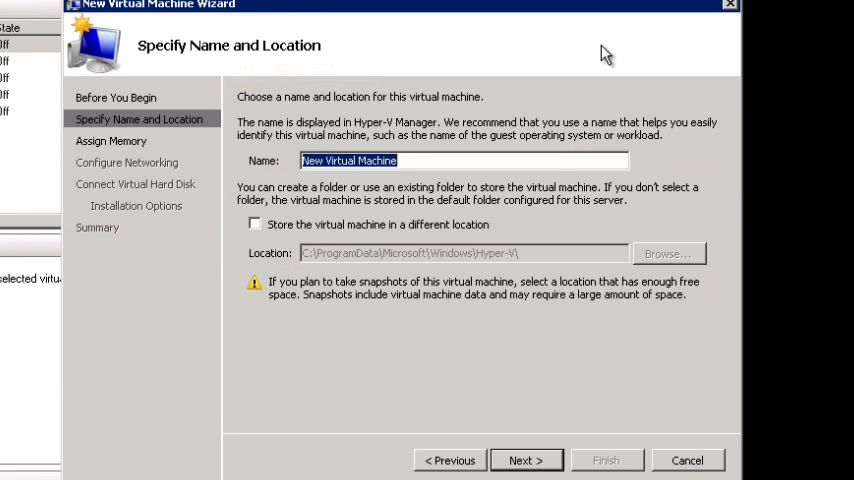 New Virtual Machine Wizard
State
Off
Off
Off
Off
Off
Specify Name and Location
Before You Begin
Specify Name and Location
Assign Memory
Configure Networking
Connect Virtual Hard Disk
Installation Options
Summary
Choose a name and location for this virtual machine.
The name is displayed in Hyper-V Manager. We recommend that you use a name that helps you easily
identify this virtual machine, such as the name of the guest operating system or workload.
Name: New Virtual Machine
You can create a folder or use an existing folder to store the virtual machine. If you don't select a
folder, the virtual machine is stored in the default folder configured for this server.
Store the virtual machine in a different location
Location: C:\ProgramData\Microsoft\Windows\Hyper-V\ Browse...
If you plan to take snapshots of this virtual machine, select a location that has enough free
space. Snapshots include virtual machine data and may require a large amount of space.
selected virtu
< Previous Next > Finish Cancel